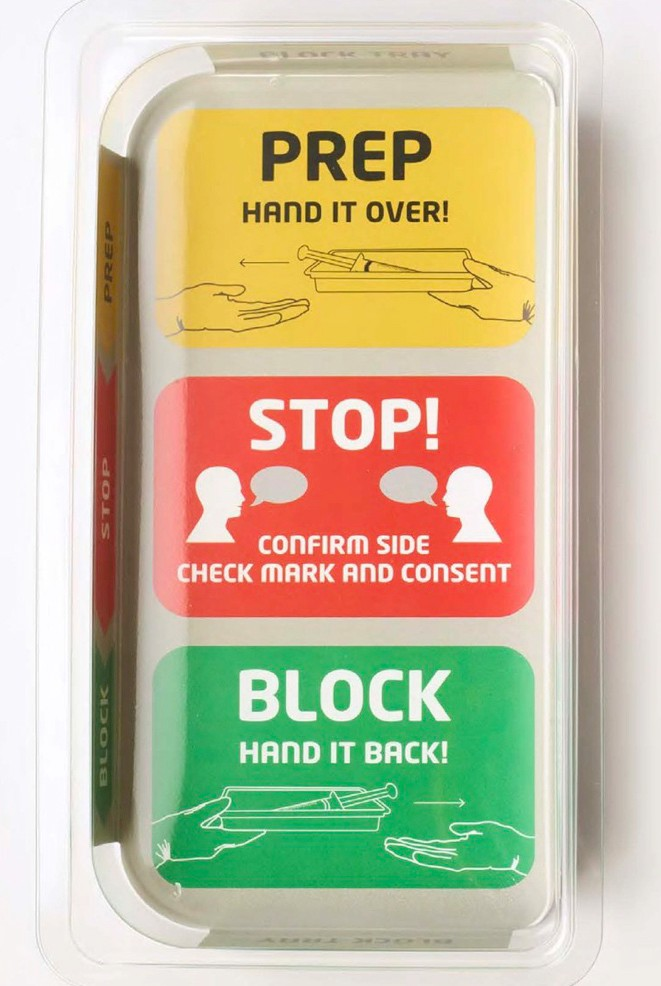 BLOCK TRAY
PREP
HAND IT OVER!
STOP!
CONFIRM SIDE
CHECK MARK AND CONSENT
BLOCK
HAND IT BACK!
PREP
STOP
BLOCK
BLOCK TRAY